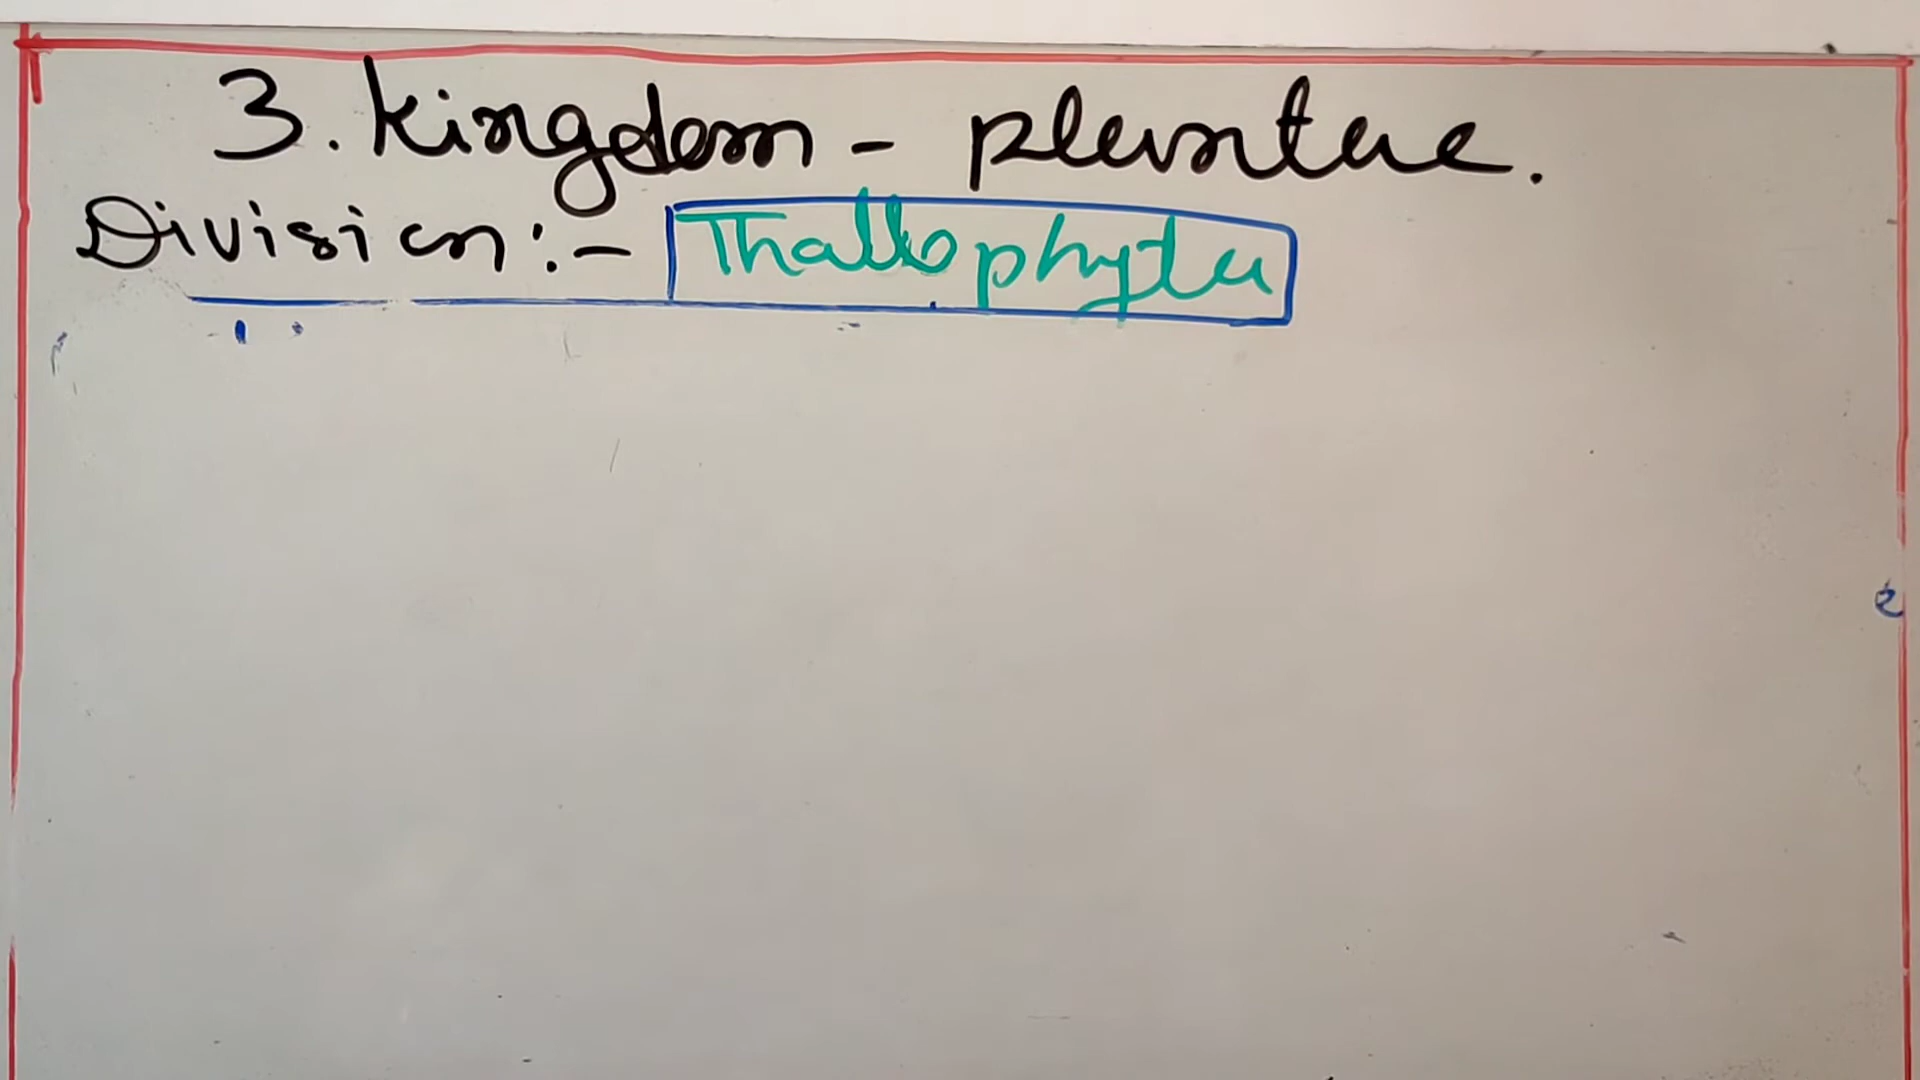 3. Kingdom - plantae.
Division :- Thallophyta